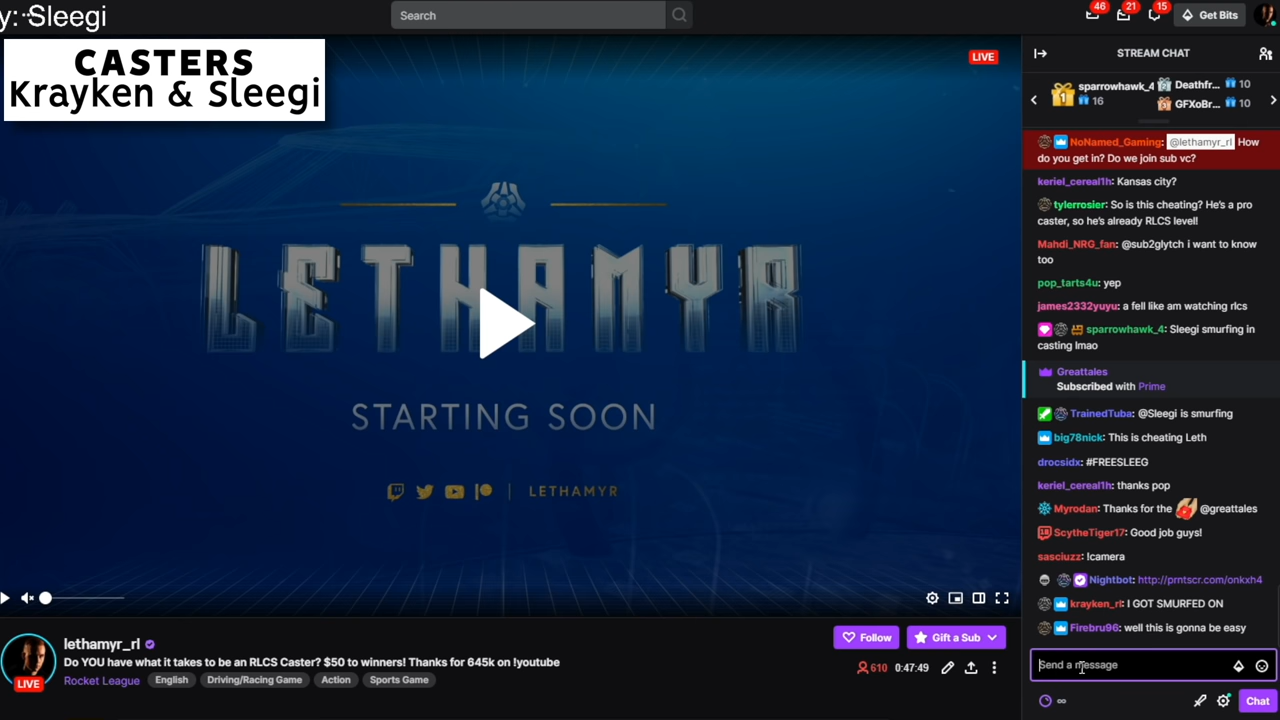 y: Sleegi
Search
46
21
15
Get Bits
CASTERS
Krayken & Sleegi
LIVE
LETHAMYR
STARTING SOON
LETHAMYR
lethamyr_rl
LIVE
Do YOU have what it takes to be an RLCS Caster? $50 to winners! Thanks for 645k on !youtube
Rocket League
English
Driving/Racing Game
Action
Sports Game
Follow
Gift a Sub
610
0:47:49
STREAM CHAT
1
sparrowhawk_4
16
Deathfr...
10
GFXoBr...
10
NoNamed_Gaming: @lethamyr_rl How
do you get in? Do we join sub vc?
keriel_cereal1h: Kansas city?
tylerrosier: So is this cheating? He's a pro
caster, so he's already RLCS level!
Mahdi_NRG_fan: @sub2glytch i want to know
too
pop_tarts4u: yep
james2332yuyu: a fell like am watching rlcs
sparrowhawk_4: Sleegi smurfing in
casting lmao
Greattales
Subscribed with Prime
TrainedTuba: @Sleegi is smurfing
big78nick: This is cheating Leth
drocsidx: #FREESLEEG
keriel_cereal1h: thanks pop
Myrodan: Thanks for the @greattales
ScytheTiger17: Good job guys!
sasciuzz: !camera
Nightbot: http://prntscr.com/onkxh4
krayken_rl: I GOT SMURFED ON
Firebru96: well this is gonna be easy
Send a message
Chat